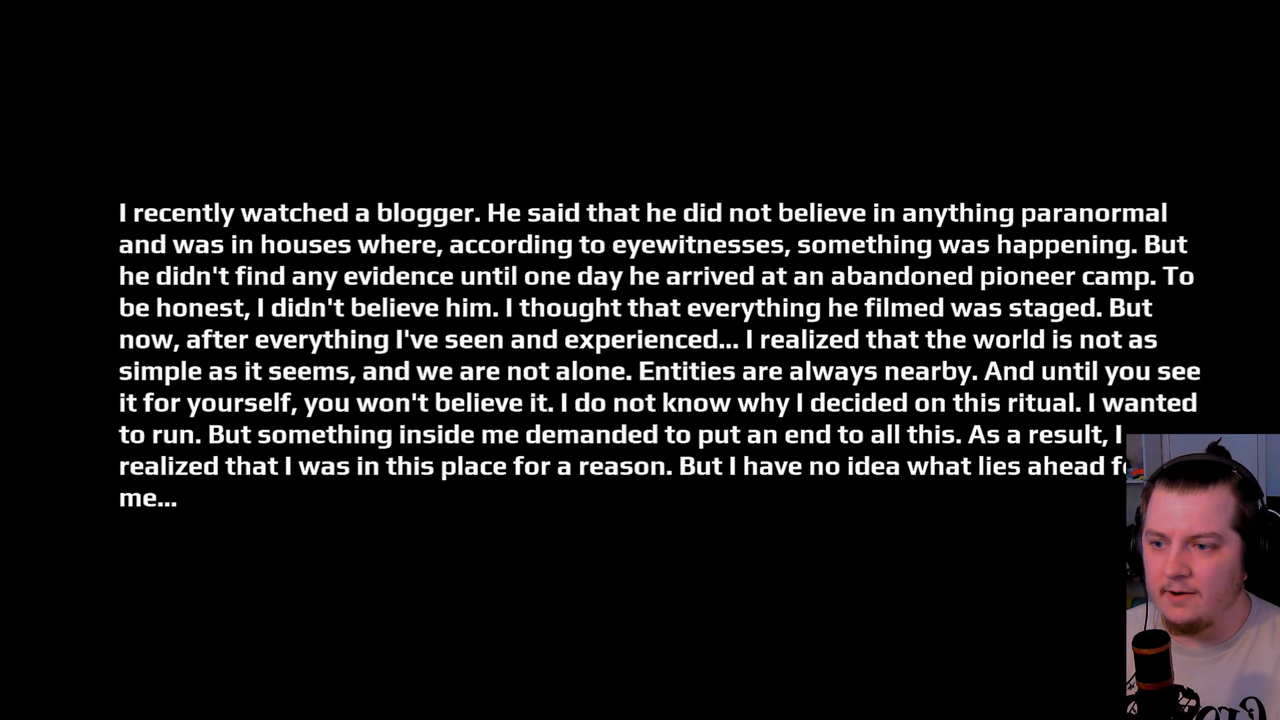 I recently watched a blogger. He said that he did not believe in anything paranormal
and was in houses where, according to eyewitnesses, something was happening. But
he didn't find any evidence until one day he arrived at an abandoned pioneer camp. To
be honest, I didn't believe him. I thought that everything he filmed was staged. But
now, after everything I've seen and experienced... I realized that the world is not as
simple as it seems, and we are not alone. Entities are always nearby. And until you see
it for yourself, you won't believe it. I do not know why I decided on this ritual. I wanted
to run. But something inside me demanded to put an end to all this. As a result, I
realized that I was in this place for a reason. But I have no idea what lies ahead
me...